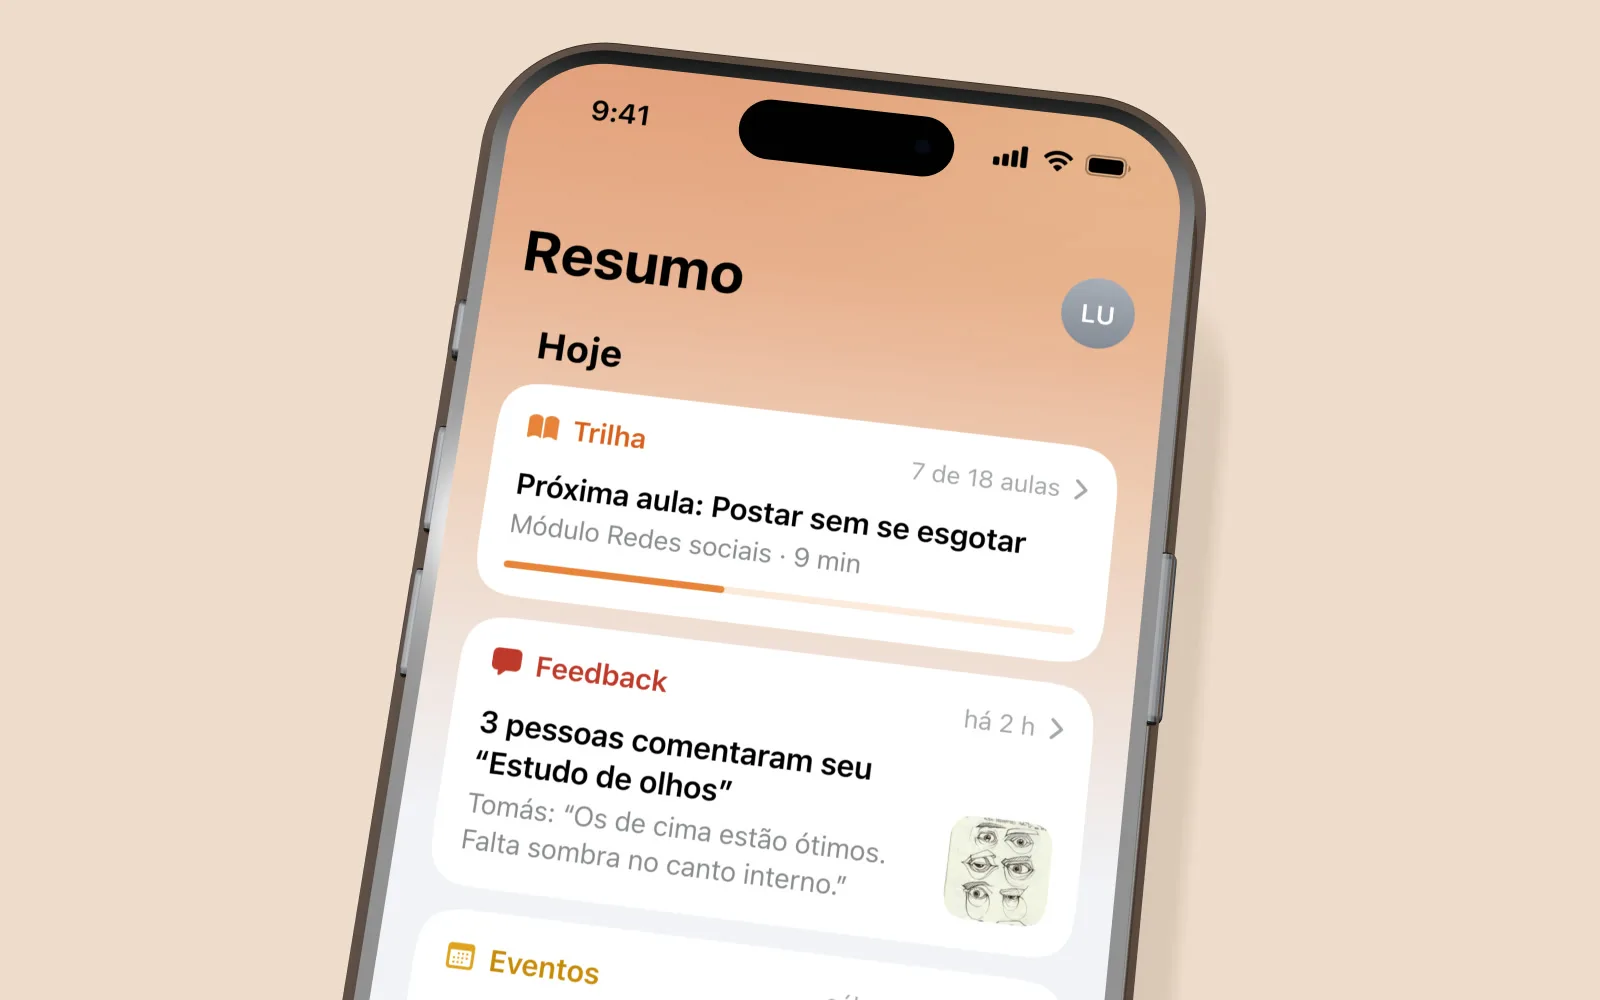 9:41
Resumo
LU
Hoje
Trilha
7 de 18 aulas
Próxima aula: Postar sem se esgotar
Módulo Redes sociais · 9 min
Feedback
há 2 h
3 pessoas comentaram seu
“Estudo de olhos”
Tomás: “Os de cima estão ótimos.
Falta sombra no canto interno.”
Eventos